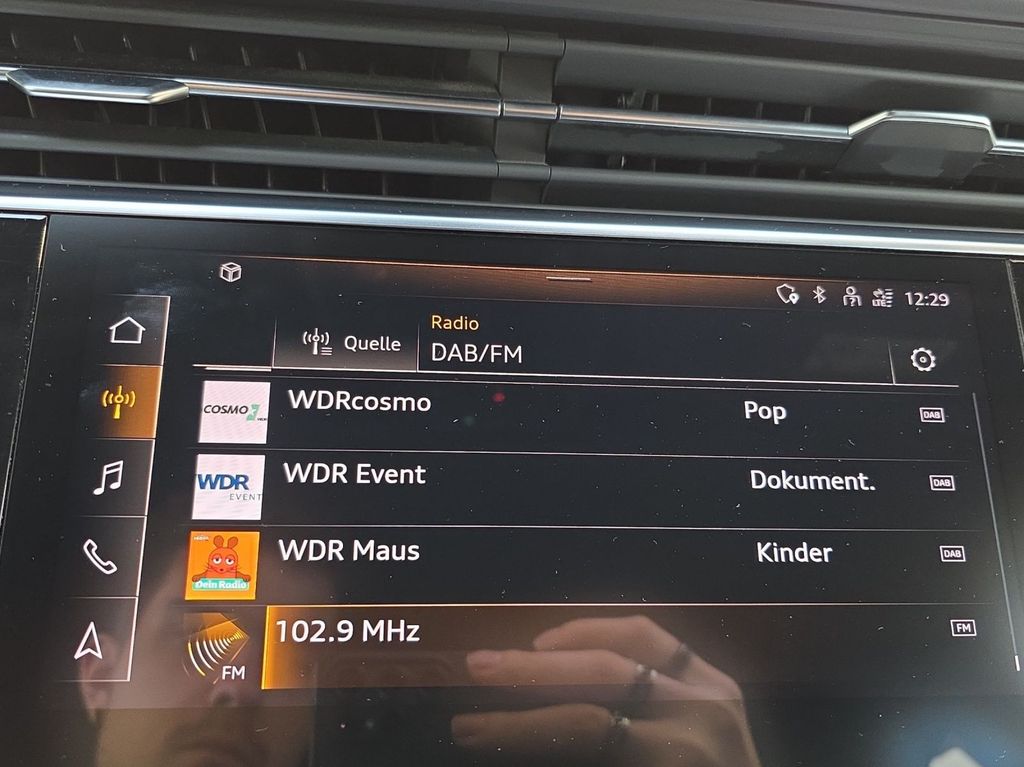 LTE 12:29
Radio
Quelle
DAB/FM
COSMO
WDRcosmo
Pop
DAB
WDR
EVENT
WDR Event
Dokument.
DAB
Dein Radio
WDR Maus
Kinder
DAB
FM
102.9 MHz
FM